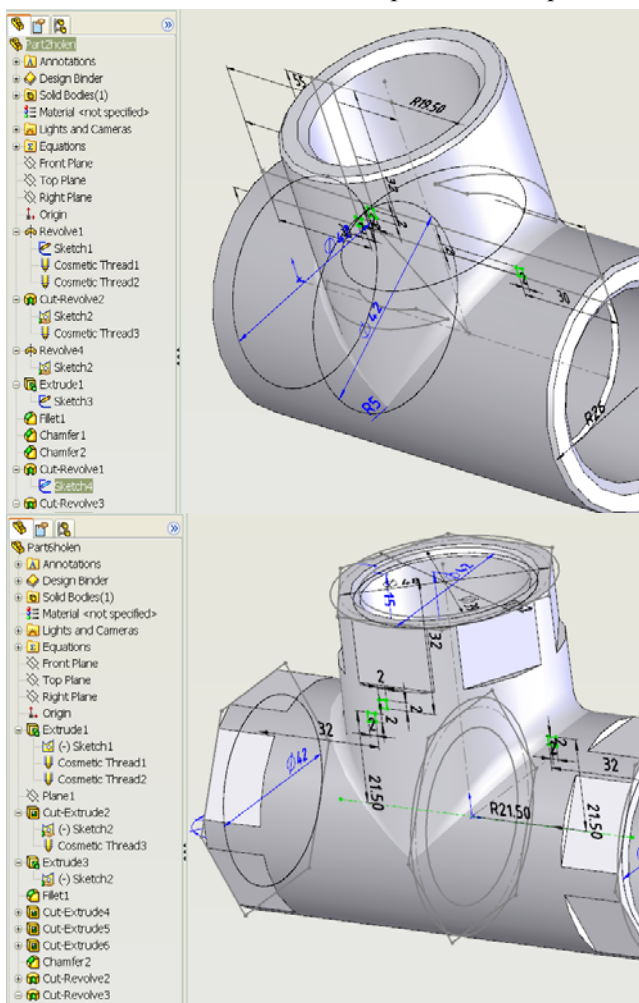 Part2holen
Annotations
Design Binder
Solid Bodies(1)
Material <not specified>
Lights and Cameras
Equations
Front Plane
Top Plane
Right Plane
Origin
Revolve1
Sketch1
Cosmetic Thread1
Cosmetic Thread2
Cut-Revolve2
Sketch2
Cosmetic Thread3
Revolve4
Sketch2
Extrude1
Sketch3
Fillet1
Chamfer1
Chamfer2
Cut-Revolve1
Sketch4
Cut-Revolve3
55
R19.50
Ø42
2
30
R5
R26
Part6holen
Annotations
Design Binder
Solid Bodies(1)
Material <not specified>
Lights and Cameras
Equations
Front Plane
Top Plane
Right Plane
Origin
Extrude1
(-) Sketch1
Cosmetic Thread1
Cosmetic Thread2
Plane1
Cut-Extrude2
(-) Sketch2
Cosmetic Thread3
Extrude3
(-) Sketch2
Fillet1
Cut-Extrude4
Cut-Extrude5
Cut-Extrude6
Chamfer2
Cut-Revolve2
Cut-Revolve3
15
32
2
2
2
32
Ø42
2
32
21.50
R21.50
21.50